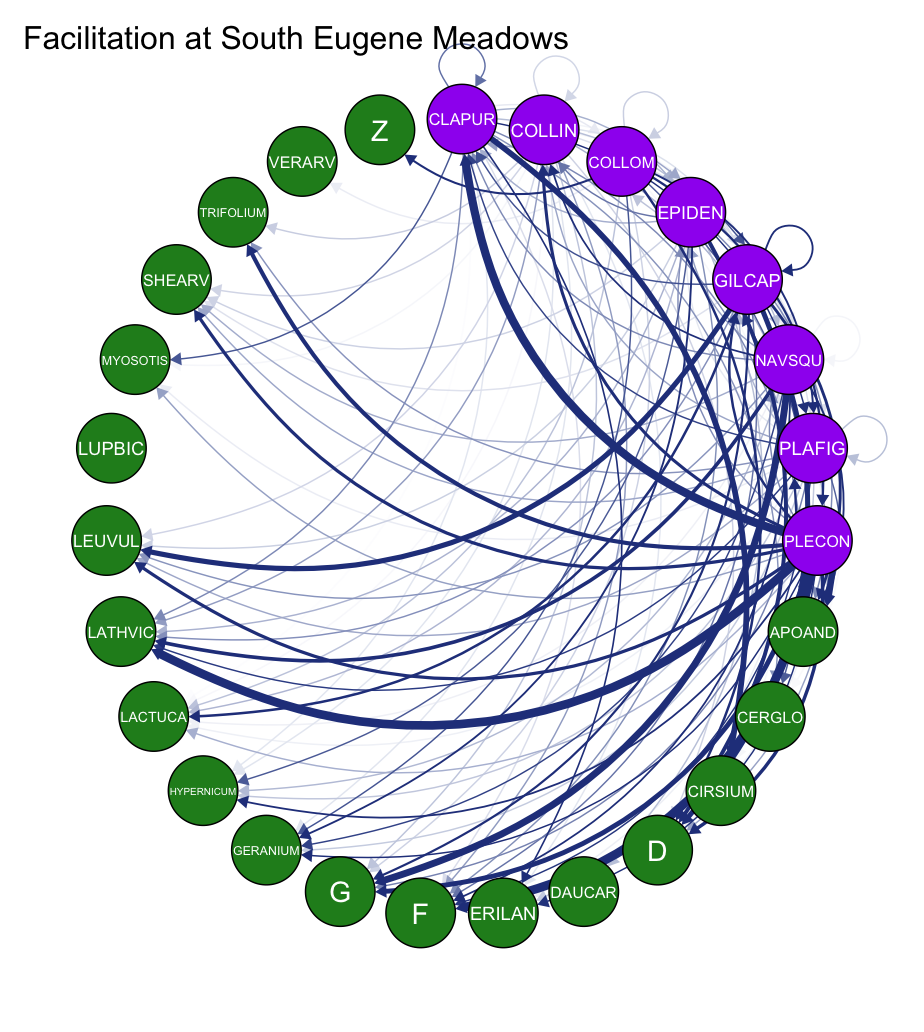 Facilitation at South Eugene Meadows
CLAPUR
COLLIN
COLLOM
EPIDEN
GILCAP
NAVSQU
PLAFIG
PLECON
APOAND
CERGLO
CIRSIUM
D
DAUCAR
ERILAN
F
G
GERANIUM
HYPERNICUM
LACTUCA
LATHVIC
LEUVUL
LUPBIC
MYOSOTIS
SHEARV
TRIFOLIUM
VERARV
Z